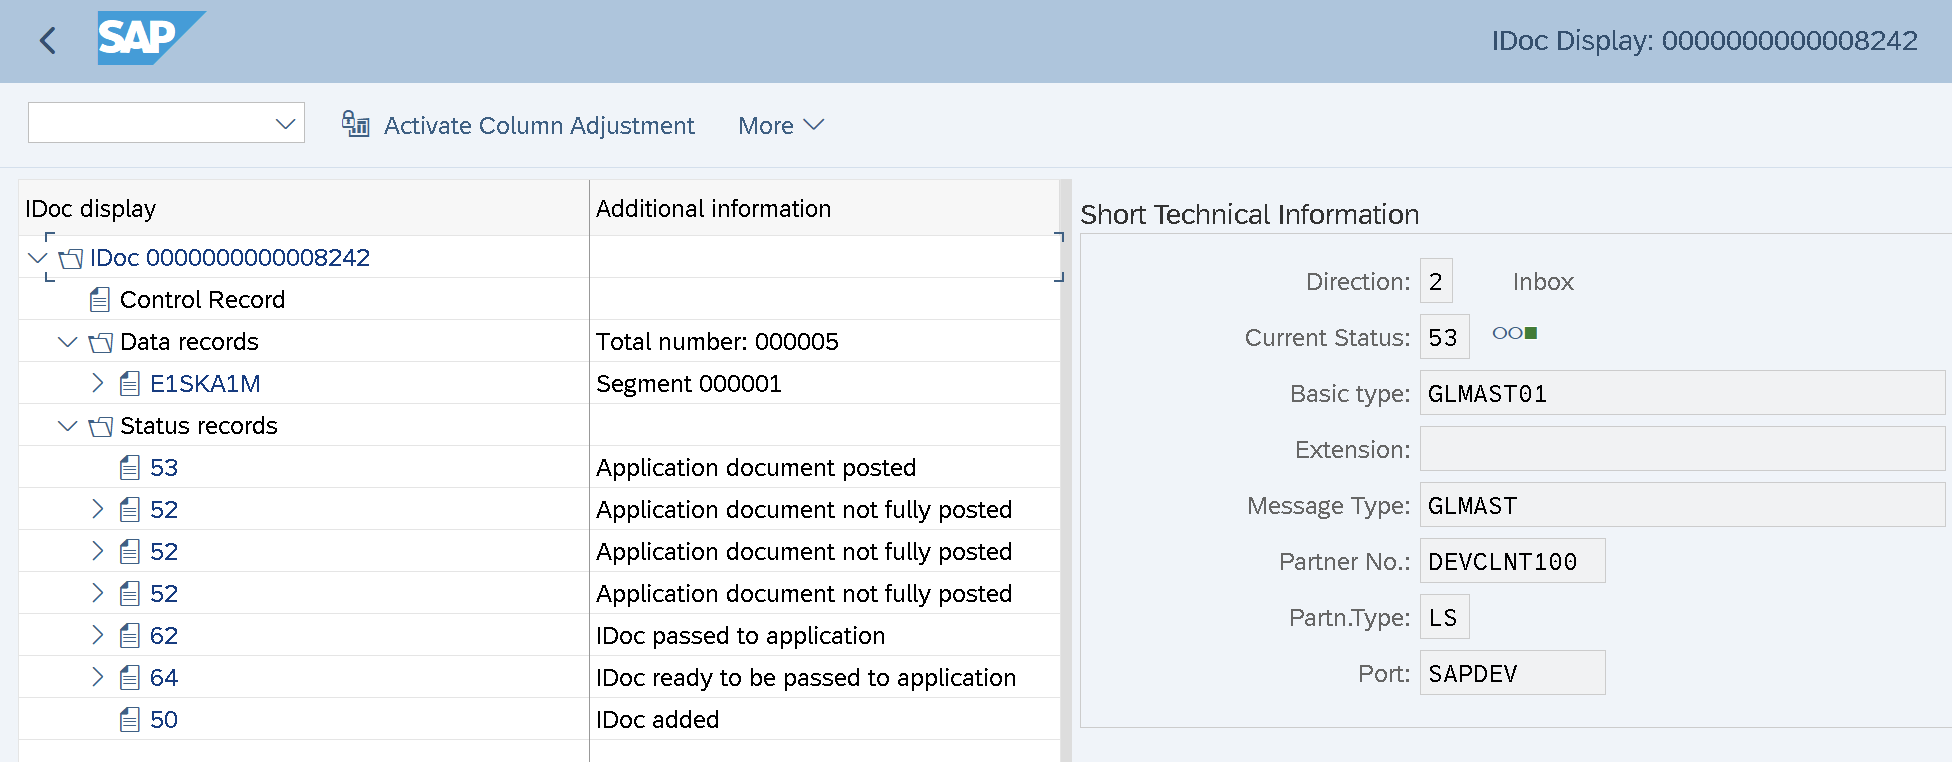 SAP
IDoc Display: 0000000000008242
Activate Column Adjustment More
IDoc display Additional information
IDoc 0000000000008242
Control Record
Data records Total number: 000005
E1SKA1M Segment 000001
Status records
53 Application document posted
52 Application document not fully posted
52 Application document not fully posted
52 Application document not fully posted
62 IDoc passed to application
64 IDoc ready to be passed to application
50 IDoc added
Short Technical Information
Direction: 2 Inbox
Current Status: 53
Basic type: GLMAST01
Extension:
Message Type: GLMAST
Partner No.: DEVCLNT100
Partn.Type: LS
Port: SAPDEV